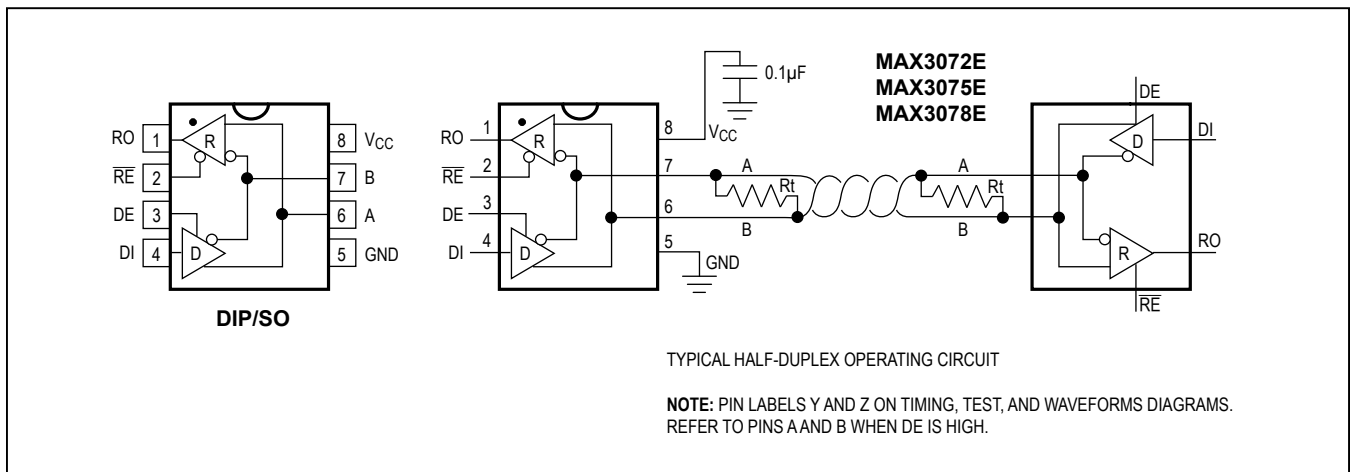 RO 1
RE 2
DE 3
DI 4
R
D
8 VCC
7 B
6 A
5 GND
DIP/SO
RO 1
RE 2
DE 3
DI 4
R
D
0.1µF
8 VCC
7 A
Rt
6 B
5
GND
MAX3072E
MAX3075E
MAX3078E
A
Rt
B
DE
D
DI
R
RO
RE
TYPICAL HALF-DUPLEX OPERATING CIRCUIT
NOTE: PIN LABELS Y AND Z ON TIMING, TEST, AND WAVEFORMS DIAGRAMS.
REFER TO PINS A AND B WHEN DE IS HIGH.